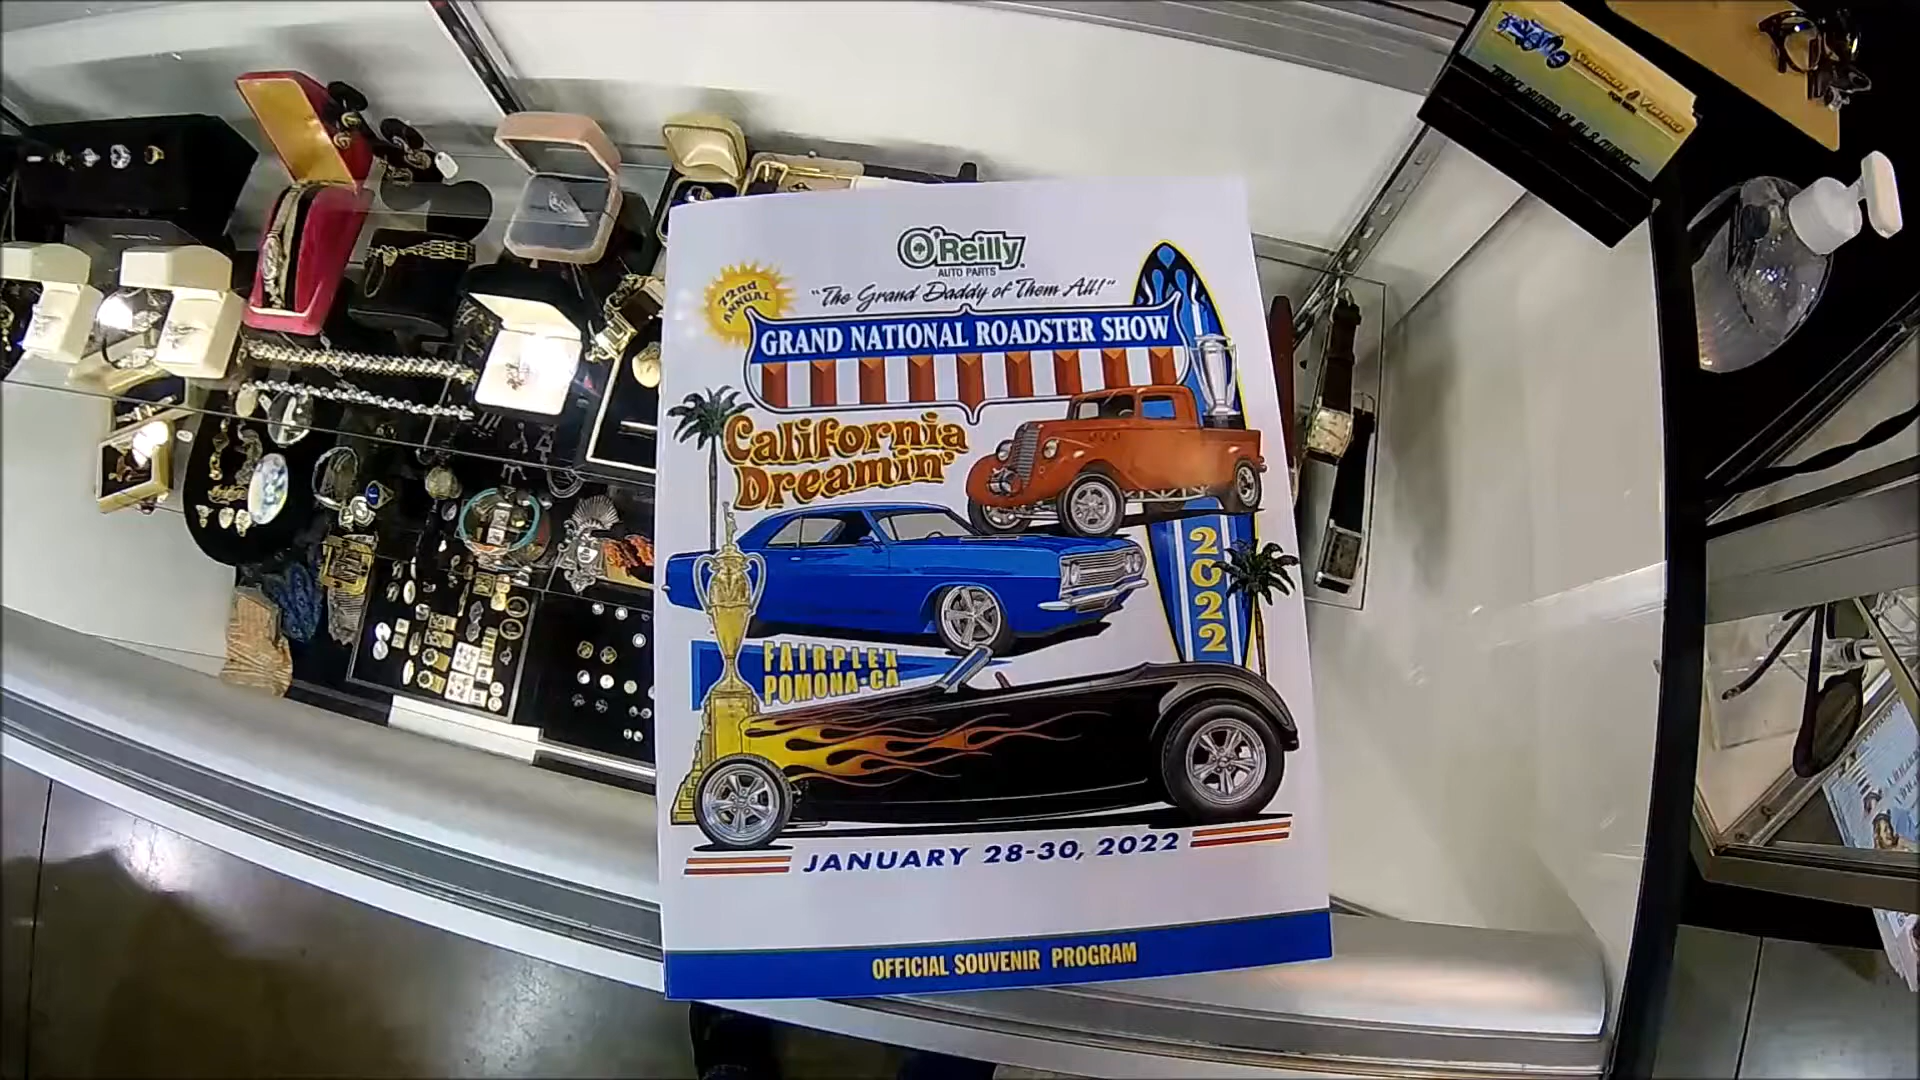 O'Reilly
AUTO PARTS
72nd
ANNUAL
"The Grand Daddy of Them All!"
GRAND NATIONAL ROADSTER SHOW
California
Dreamin'
2022
FAIRPLEX
POMONA•CA
JANUARY 28-30, 2022
OFFICIAL SOUVENIR PROGRAM